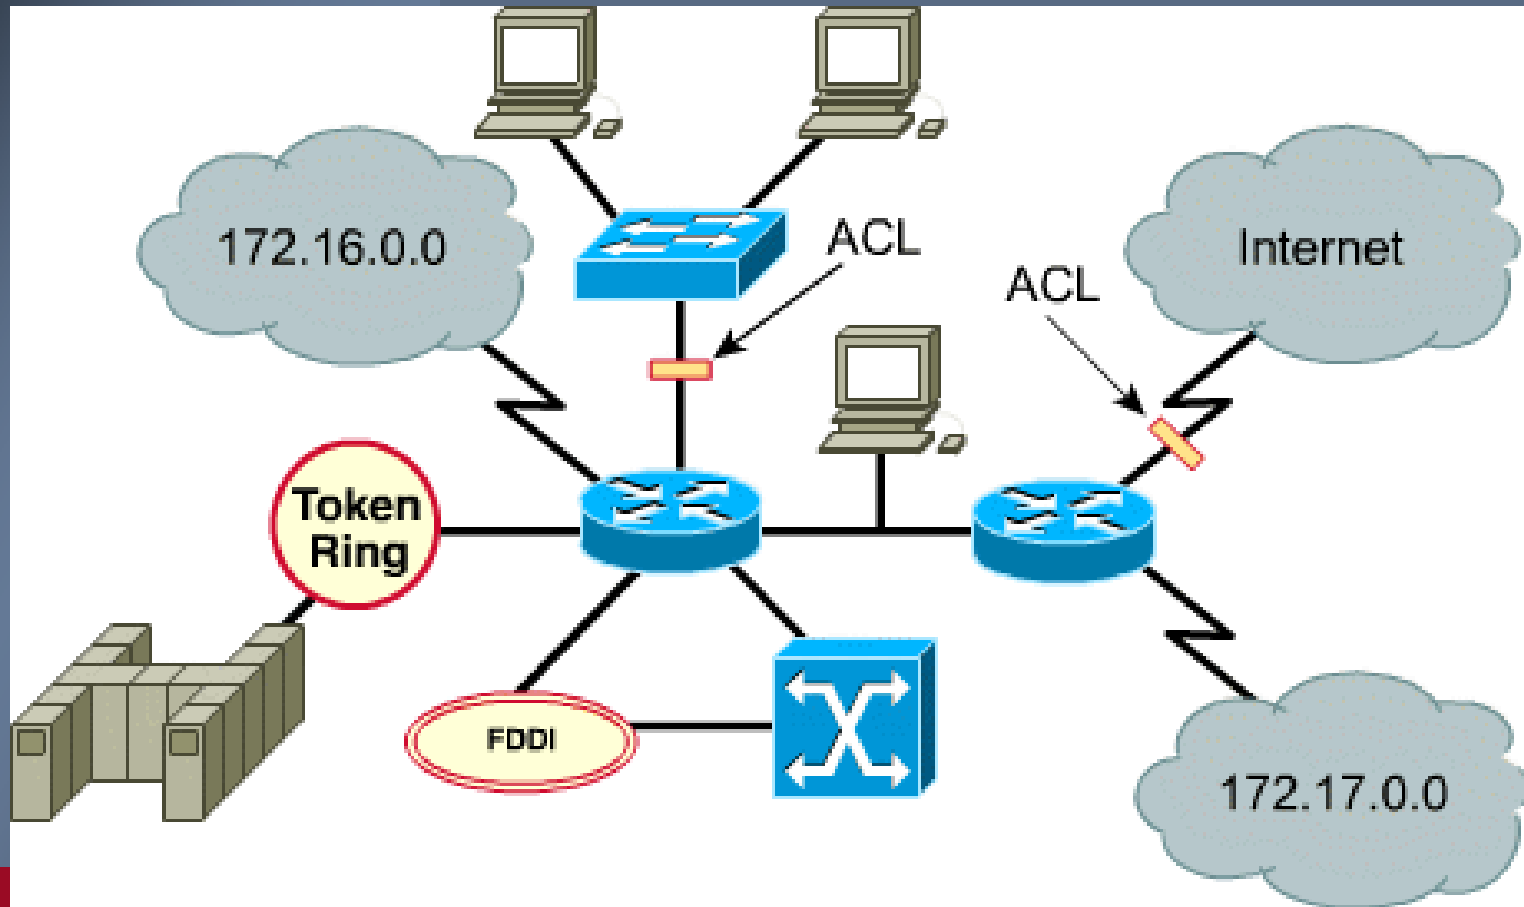 172.16.0.0
ACL
Internet
ACL
Token
Ring
FDDI
172.17.0.0